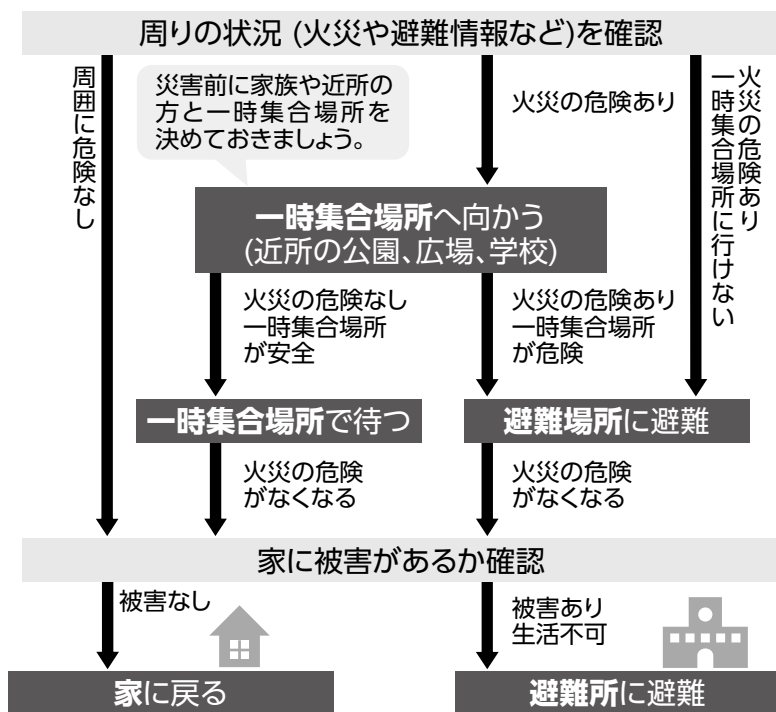 周りの状況 (火災や避難情報など)を確認
周囲に危険なし
災害前に家族や近所の
方と一時集合場所を
決めておきましょう。
火災の危険あり
火災の危険あり
一時集合場所に行けない
一時集合場所へ向かう
(近所の公園、広場、学校)
火災の危険なし
一時集合場所
が安全
火災の危険あり
一時集合場所
が危険
一時集合場所で待つ
避難場所に避難
火災の危険
がなくなる
火災の危険
がなくなる
家に被害があるか確認
被害なし
被害あり
生活不可
家に戻る
避難所に避難